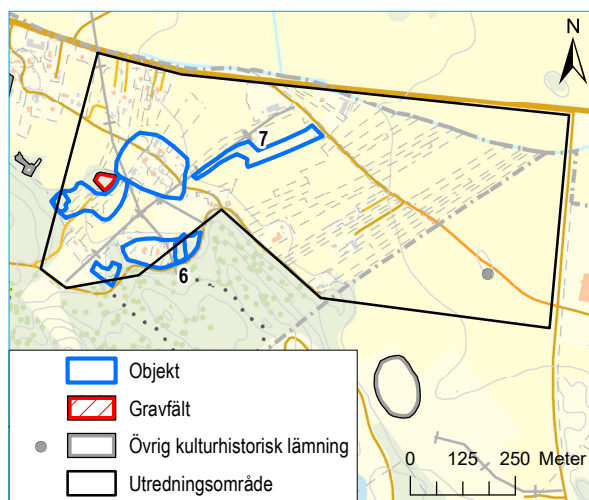 N
7
6
Objekt
Gravfält
Övrig kulturhistorisk lämning
Utredningsområde
0 125 250 Meter